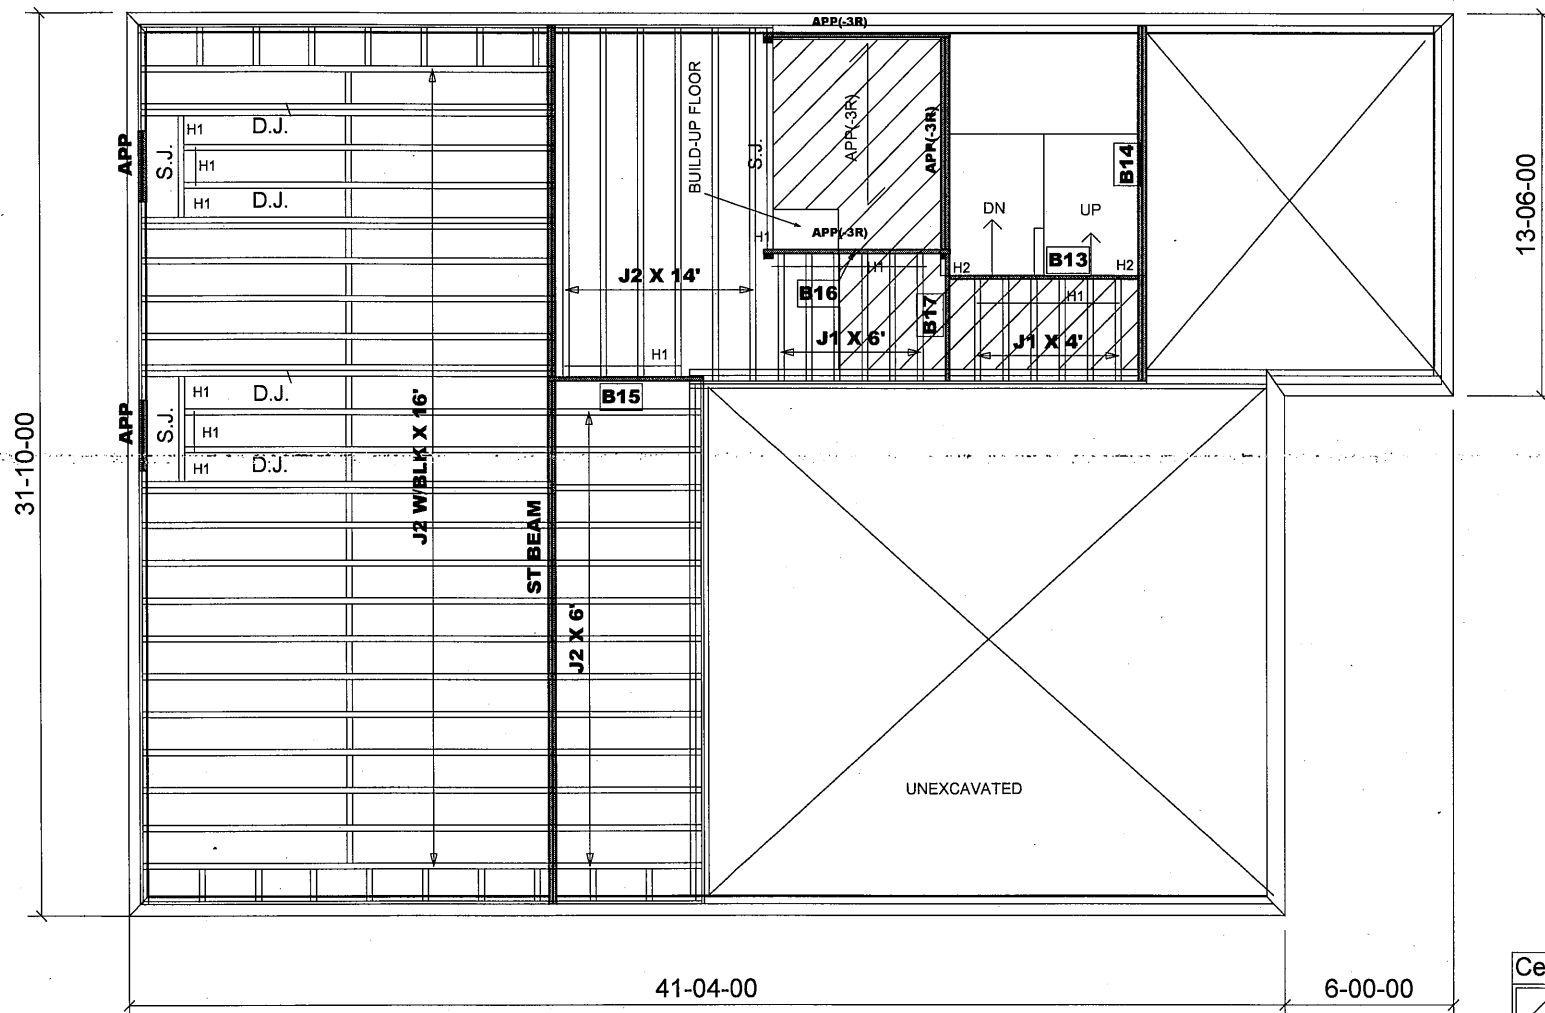 APP(-3R)
BUILD-UP FLOOR
APP(-3R)
APP(-3R)
S.J.
APP
S.J.
H1
D.J.
H1
H1
D.J.
B14
13-06-00
DN
UP
APP(-3R)
H1
H1
H2
B13
H2
J2 X 14'
B16
B17
H1
J1 X 6'
J1 X 4'
H1
B15
APP
S.J.
H1
D.J.
H1
H1
D.J.
31-10-00
J2 W/BLK X 16'
ST BEAM
J2 X 6'
UNEXCAVATED
41-04-00
6-00-00
Ce